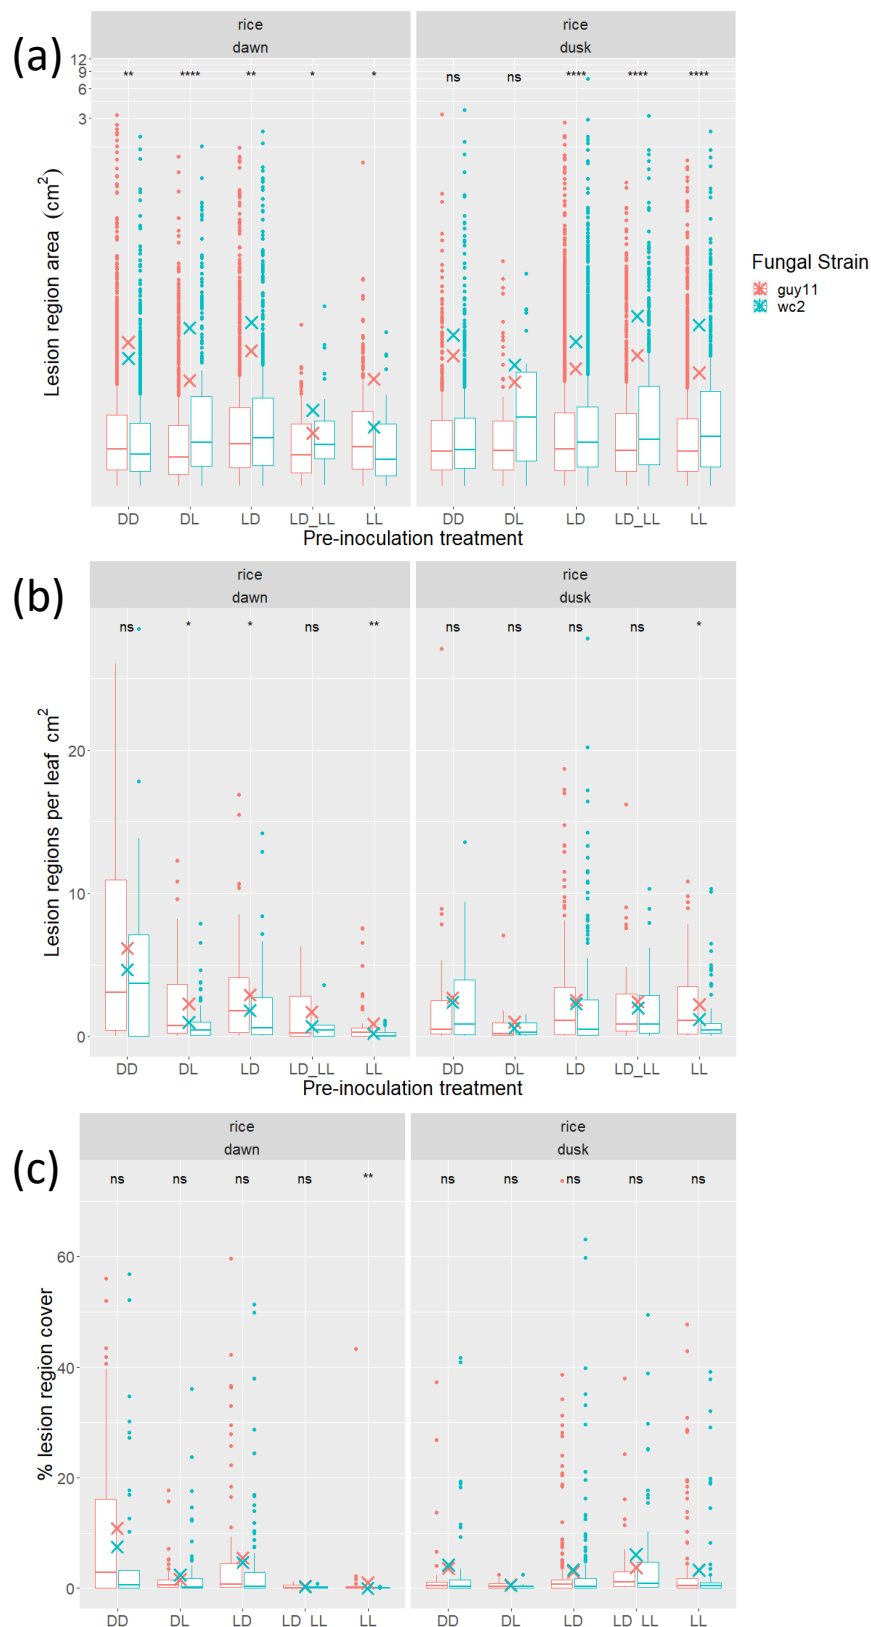 (a)
rice
dawn
rice
dusk
12
9
6
3
** **** ** * *
ns ns **** **** ****
Lesion region area (cm2)
DD DL LD LD_LL LL
DD DL LD LD_LL LL
Pre-inoculation treatment
Fungal Strain
guy11
wc2
(b)
rice
dawn
rice
dusk
ns * * ns **
ns ns ns ns *
20
10
0
Lesion regions per leaf cm2
DD DL LD LD_LL LL
DD DL LD LD_LL LL
Pre-inoculation treatment
(c)
rice
dawn
rice
dusk
ns ns ns ns **
ns ns ns ns ns
60
40
20
0
% lesion region cover
DD DL LD LD LL LL
DD DL LD LD LL LL